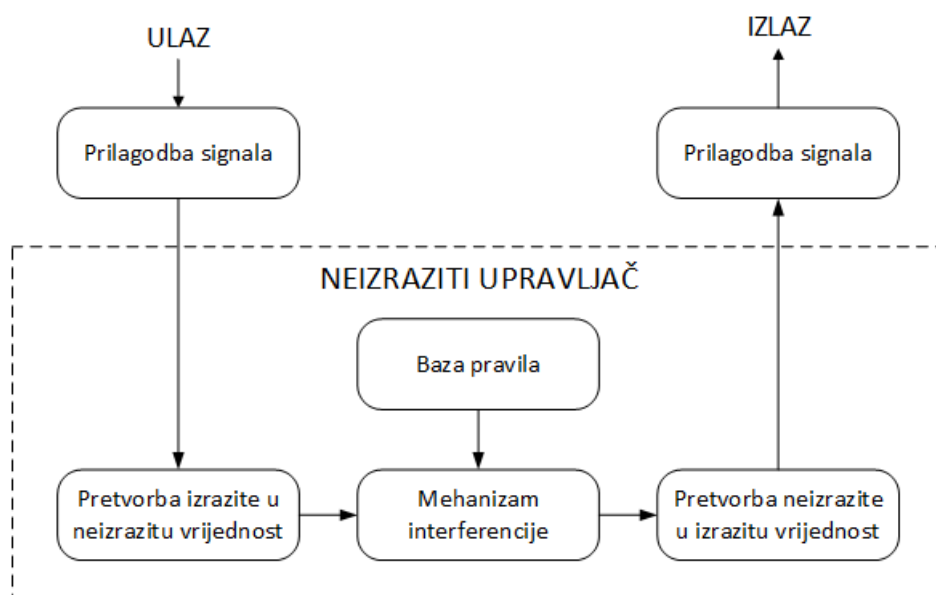 ULAZ
IZLAZ
Prilagodba signala
Prilagodba signala
NEIZRAZITI UPRAVLJAČ
Baza pravila
Pretvorba izrazite u
neizrazitu vrijednost
Mehanizam
interferencije
Pretvorba neizrazite
u izrazitu vrijednost